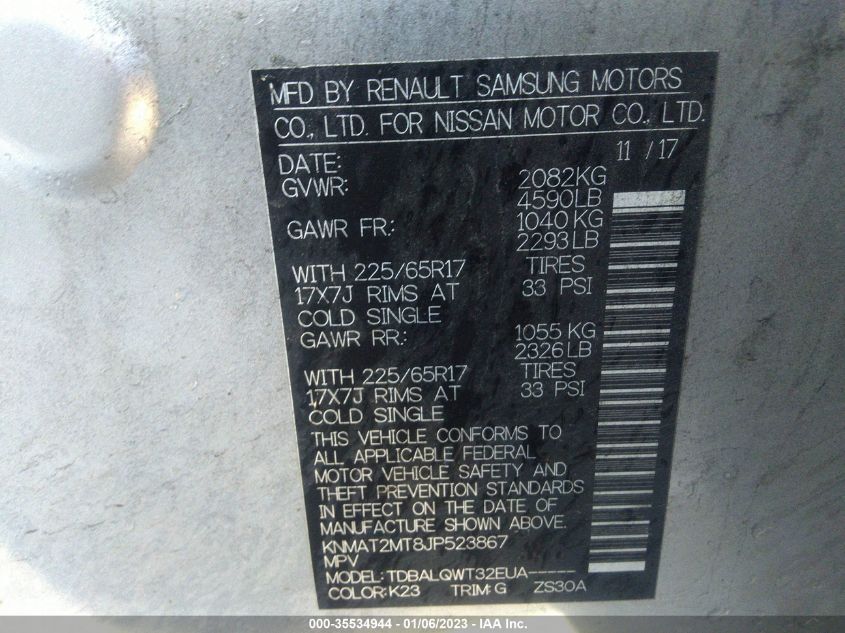 MFD BY RENAULT SAMSUNG MOTORS
CO., LTD. FOR NISSAN MOTOR CO., LTD.
DATE: 11 / 17
GVWR: 2082KG
4590LB
GAWR FR: 1040 KG
2293 LB
WITH 225/65R17 TIRES
17X7J RIMS AT 33 PSI
COLD SINGLE
GAWR RR: 1055 KG
2326 LB
WITH 225/65R17 TIRES
17X7J RIMS AT 33 PSI
COLD SINGLE
THIS VEHICLE CONFORMS TO
ALL APPLICABLE FEDERAL
MOTOR VEHICLE SAFETY AND
THEFT PREVENTION STANDARDS
IN EFFECT ON THE DATE OF
MANUFACTURE SHOWN ABOVE.
KNMAT2MT8JP523867
MPV
MODEL: TDBALQWT32EUA-----
COLOR: K23 TRIM: G ZS30A
000-35534944 - 01/06/2023 - IAA Inc.